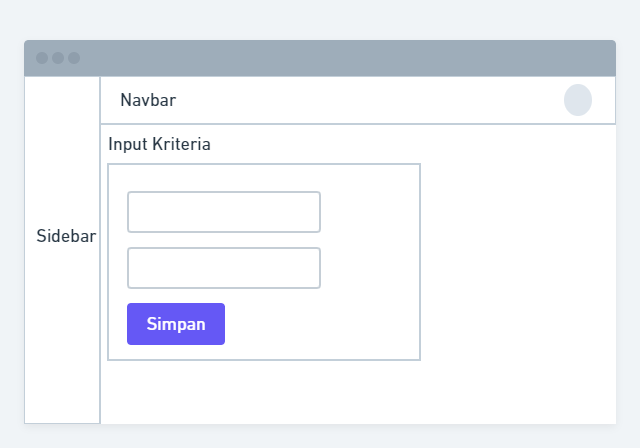 Navbar
Input Kriteria
Sidebar
Simpan